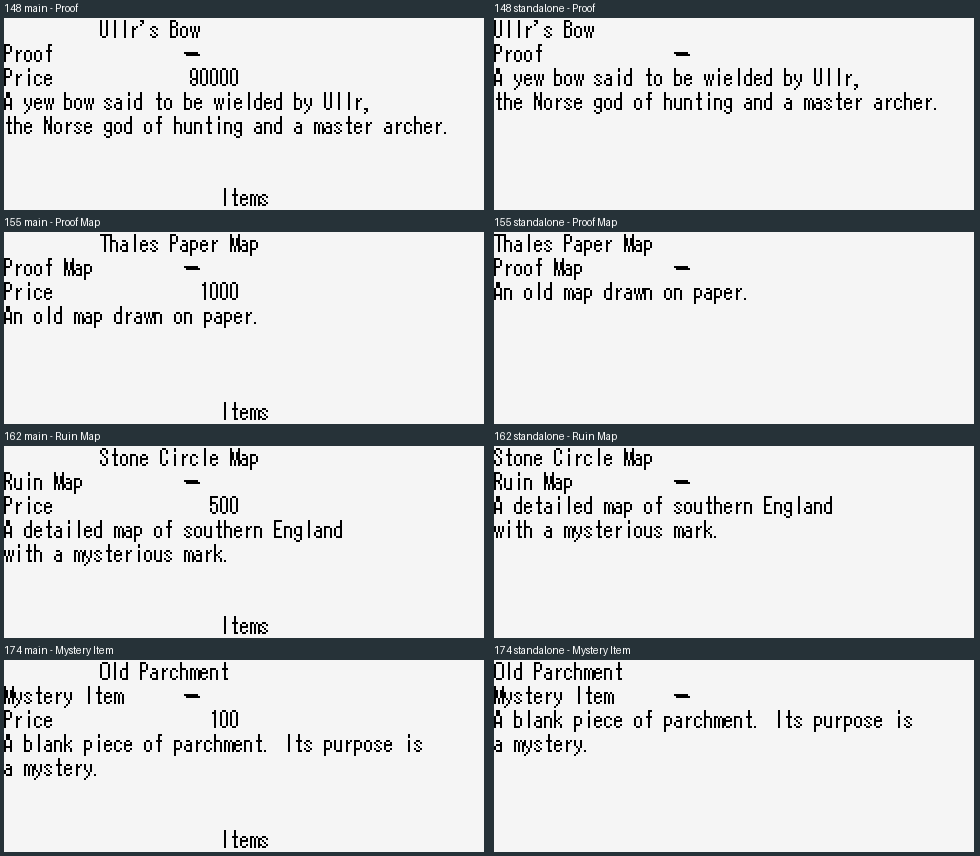 148 main - Proof
Ullr's Bow
Proof —
Price 90000
A yew bow said to be wielded by Ullr,
the Norse god of hunting and a master archer.
Items
148 standalone - Proof
Ullr's Bow
Proof —
A yew bow said to be wielded by Ullr,
the Norse god of hunting and a master archer.
155 main - Proof Map
Thales Paper Map
Proof Map —
Price 1000
An old map drawn on paper.
Items
155 standalone - Proof Map
Thales Paper Map
Proof Map —
An old map drawn on paper.
162 main - Ruin Map
Stone Circle Map
Ruin Map —
Price 500
A detailed map of southern England
with a mysterious mark.
Items
162 standalone - Ruin Map
Stone Circle Map
Ruin Map —
A detailed map of southern England
with a mysterious mark.
174 main - Mystery Item
Old Parchment
Mystery Item —
Price 100
A blank piece of parchment. Its purpose is
a mystery.
Items
174 standalone - Mystery Item
Old Parchment
Mystery Item —
A blank piece of parchment. Its purpose is
a mystery.